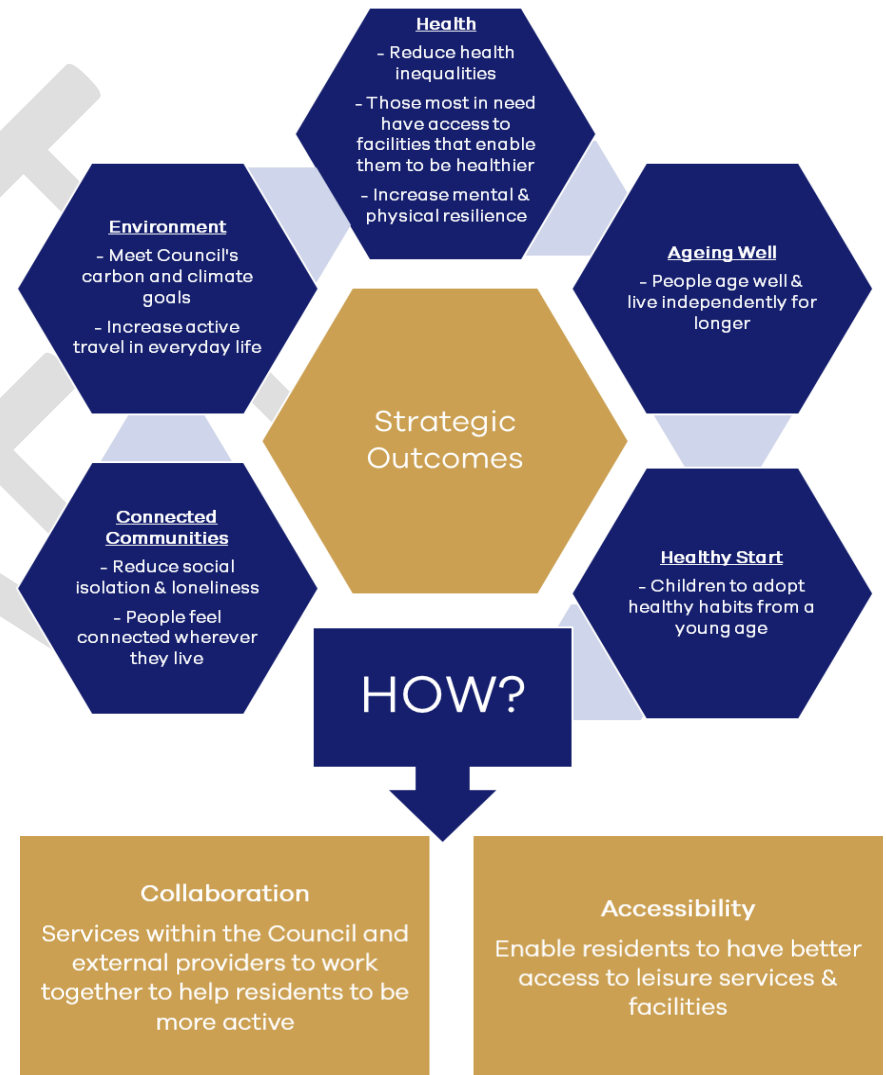 Health
- Reduce health
inequalities
- Those most in need
have access to
facilities that enable
them to be healthier
- Increase mental &
physical resilience
Environment
- Meet Council's
carbon and climate
goals
- Increase active
travel in everyday life
Ageing Well
- People age well &
live independently for
longer
Strategic
Outcomes
Connected
Communities
- Reduce social
isolation & loneliness
- People feel
connected wherever
they live
Healthy Start
- Children to adopt
healthy habits from a
young age
HOW?
Collaboration
Services within the Council and
external providers to work
together to help residents to be
more active
Accessibility
Enable residents to have better
access to leisure services &
facilities